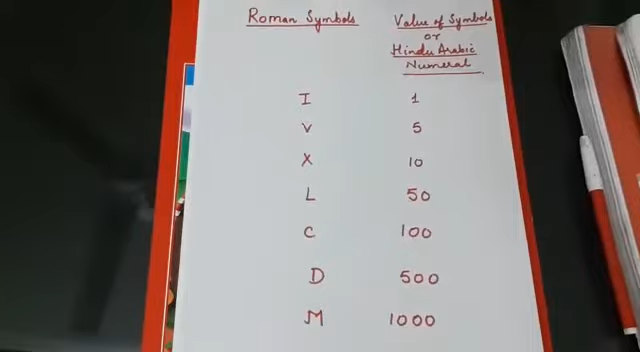 Roman Symbols
Value of Symbols
or
Hindu Arabic
Numeral
I 1
V 5
X 10
L 50
C 100
D 500
M 1000